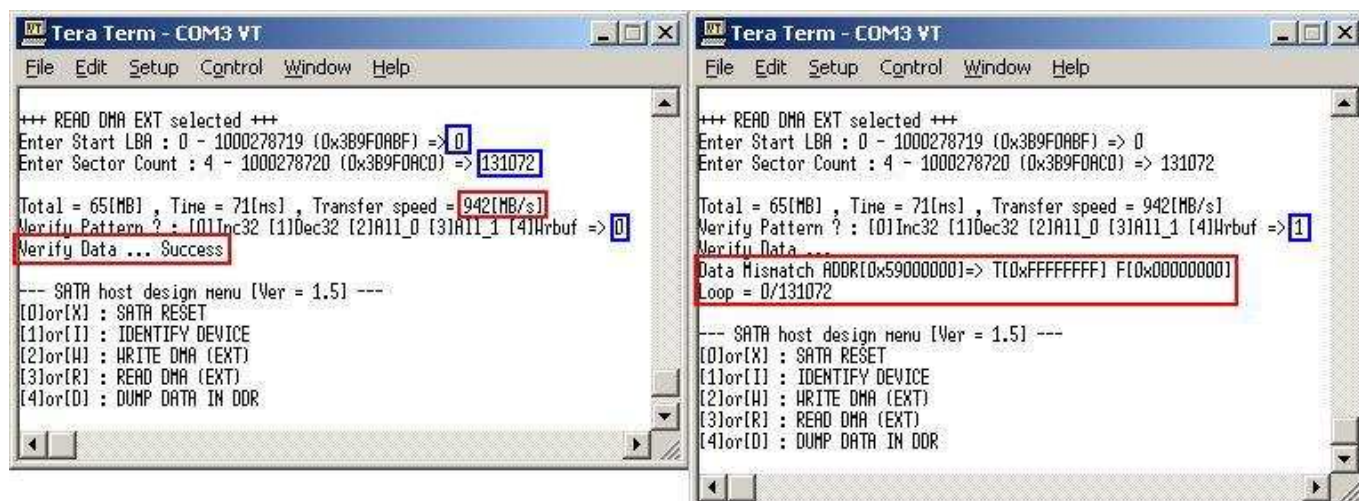 Tera Term - COM3 VT
File Edit Setup Control Window Help
+++ READ DMA EXT selected +++
Enter Start LBA : 0 - 1000278719 (0x3B9F0ABF) => 0
Enter Sector Count : 4 - 1000278720 (0x3B9F0AC0) => 131072
Total = 65[MB] , Time = 71[ms] , Transfer speed = 942[MB/s]
Verify Pattern ? : [0]Inc32 [1]Dec32 [2]All_0 [3]All_1 [4]Wrbuf => 0
Verify Data ... Success
--- SATA host design menu [Ver = 1.5] ---
[0]or[X] : SATA RESET
[1]or[I] : IDENTIFY DEVICE
[2]or[W] : WRITE DMA (EXT)
[3]or[R] : READ DMA (EXT)
[4]or[D] : DUMP DATA IN DDR
Tera Term - COM3 VT
File Edit Setup Control Window Help
+++ READ DMA EXT selected +++
Enter Start LBA : 0 - 1000278719 (0x3B9F0ABF) => 0
Enter Sector Count : 4 - 1000278720 (0x3B9F0AC0) => 131072
Total = 65[MB] , Time = 71[ms] , Transfer speed = 942[MB/s]
Verify Pattern ? : [0]Inc32 [1]Dec32 [2]All_0 [3]All_1 [4]Wrbuf => 1
Verify Data ...
Data Mismatch ADDR[0x59000000]=> T[0xFFFFFFFF] F[0x00000000]
Loop = 0/131072
--- SATA host design menu [Ver = 1.5] ---
[0]or[X] : SATA RESET
[1]or[I] : IDENTIFY DEVICE
[2]or[W] : WRITE DMA (EXT)
[3]or[R] : READ DMA (EXT)
[4]or[D] : DUMP DATA IN DDR